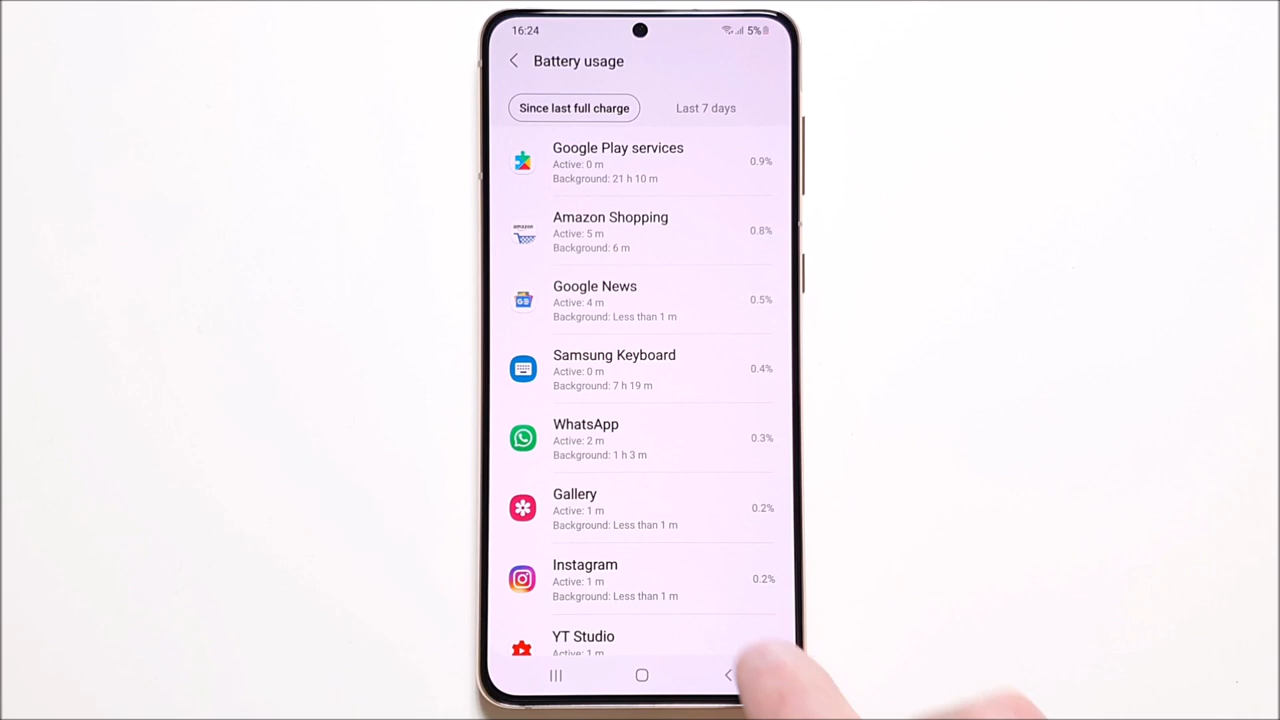 16:24
5%
Battery usage
Since last full charge
Last 7 days
Google Play services
Active: 0 m
Background: 21 h 10 m
0.9%
amazon
Amazon Shopping
Active: 5 m
Background: 6 m
0.8%
GE
Google News
Active: 4 m
Background: Less than 1 m
0.5%
Samsung Keyboard
Active: 0 m
Background: 7 h 19 m
0.4%
WhatsApp
Active: 2 m
Background: 1 h 3 m
0.3%
Gallery
Active: 1 m
Background: Less than 1 m
0.2%
Instagram
Active: 1 m
Background: Less than 1 m
0.2%
YT Studio
Active: 1 m